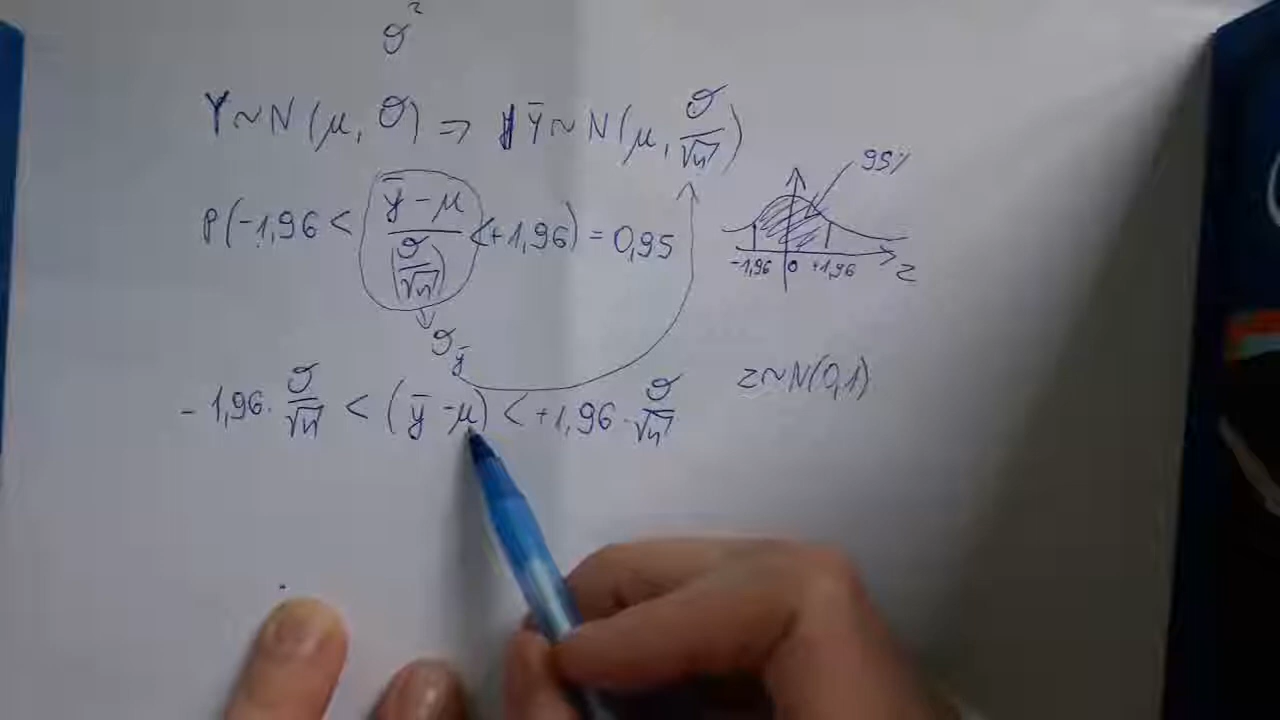 σ²
Y~N(μ, σ) => Ȳ~N(μ, σ/√n)
95%
P(-1,96 < (ȳ-μ)/(σ/√n) < +1,96) = 0,95
-1,96 0 +1,96 z
σ_ȳ
z~N(0,1)
-1,96 · σ/√n < (ȳ-μ) < +1,96 · σ/√n